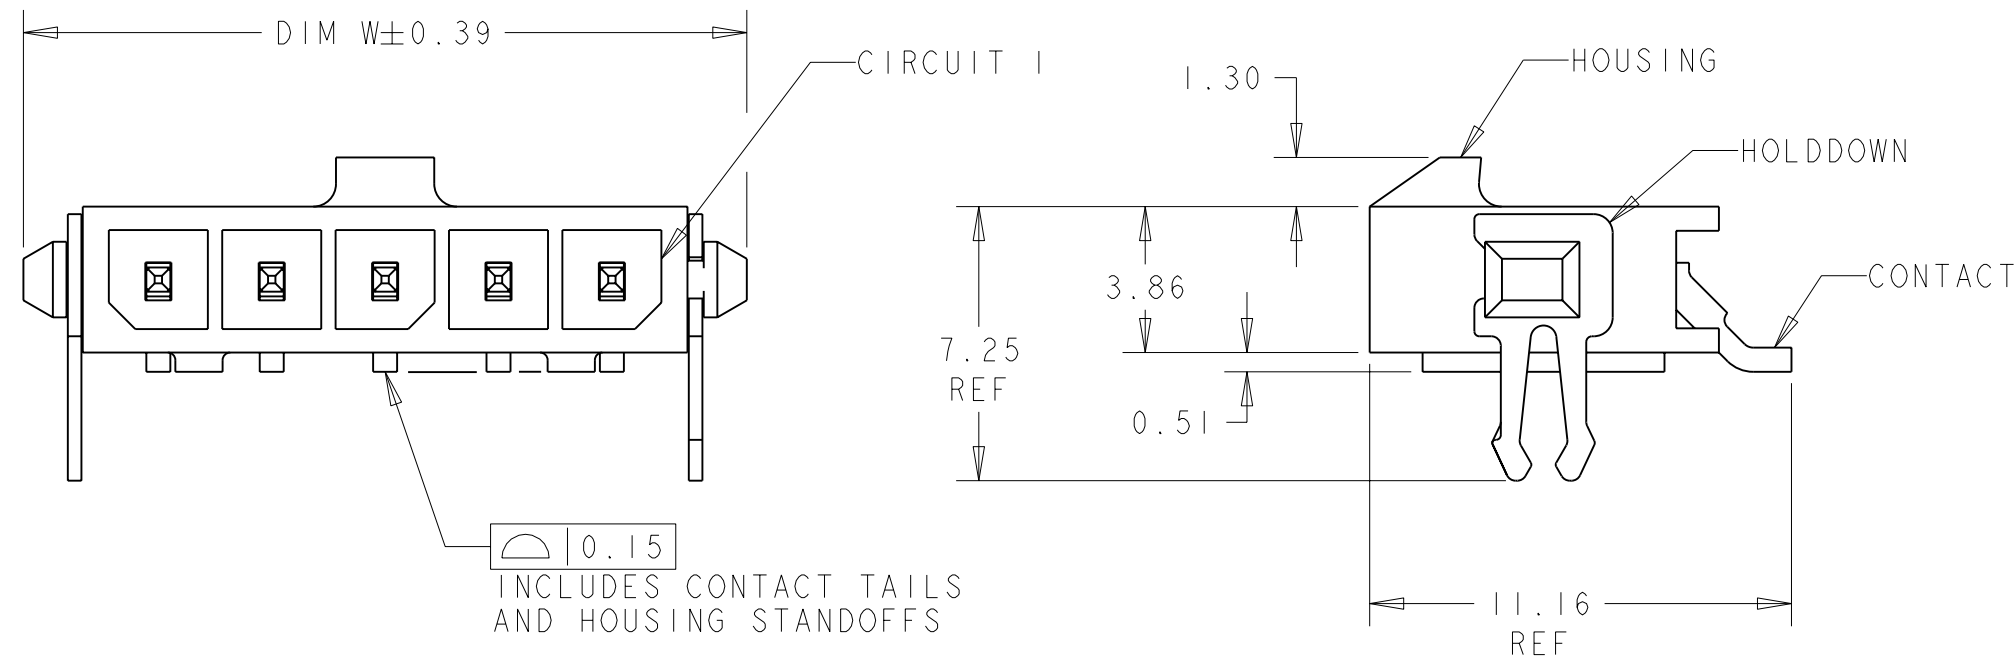 DIM W±0.39
CIRCUIT 1
1.30
HOUSING
HOLDDOWN
CONTACT
3.86
7.25
REF
0.51
0.15
INCLUDES CONTACT TAILS
AND HOUSING STANDOFFS
11.16
REF